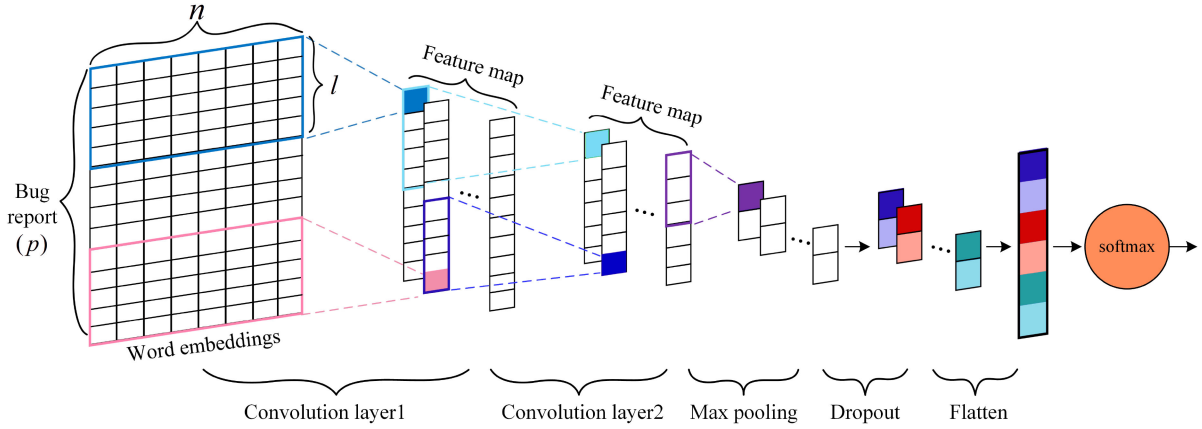 n
l
Feature map
Feature map
Bug
report
(p)
Word embeddings
softmax
Convolution layer1
Convolution layer2
Max pooling
Dropout
Flatten